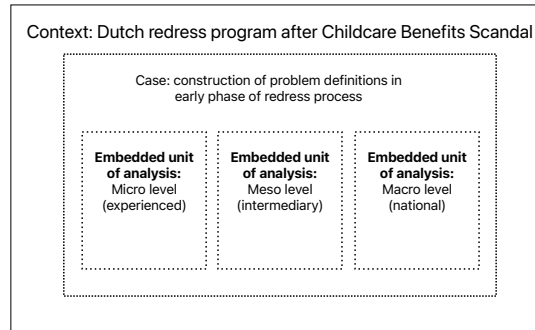 Context: Dutch redress program after Childcare Benefits Scandal
Case: construction of problem definitions in
early phase of redress process
Embedded unit
of analysis:
Micro level
(experienced)
Embedded unit
of analysis:
Meso level
(intermediary)
Embedded unit
of analysis:
Macro level
(national)